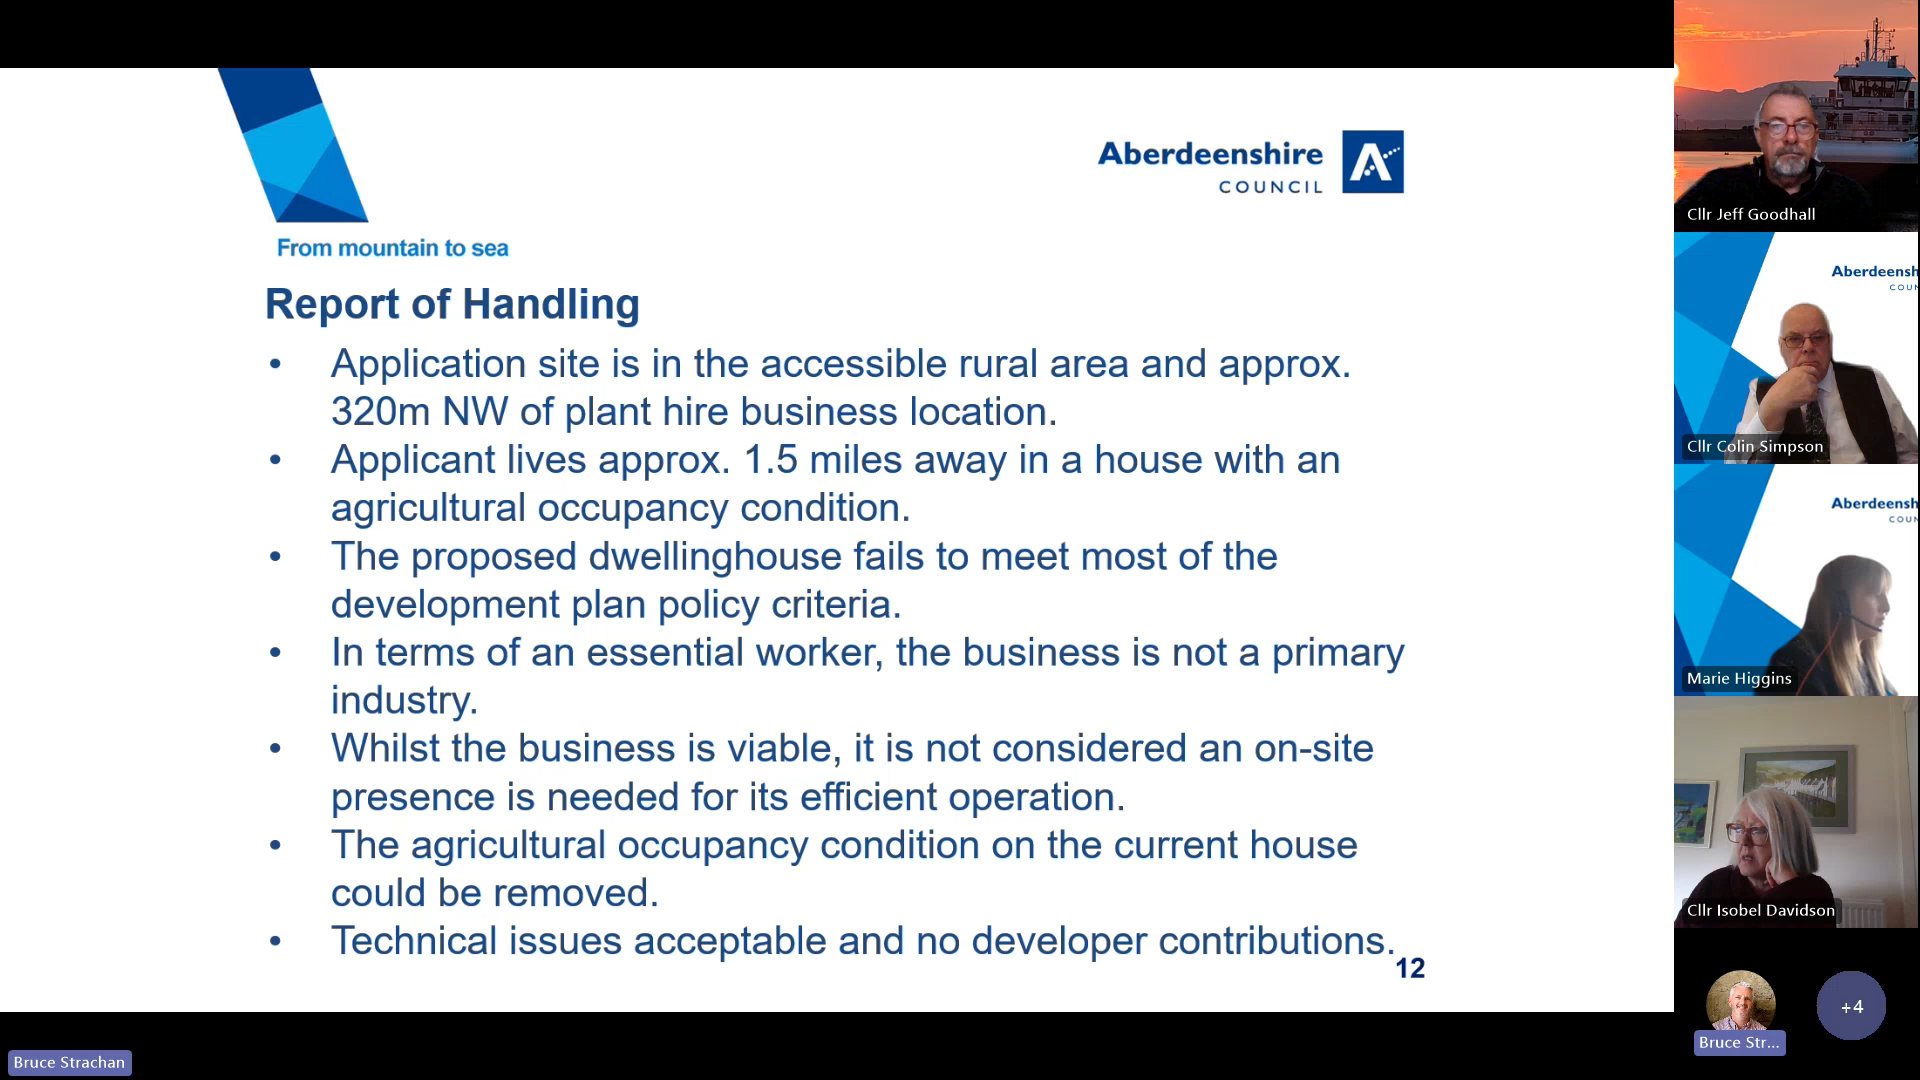 Aberdeenshire
COUNCIL
From mountain to sea
Report of Handling
• Application site is in the accessible rural area and approx.
320m NW of plant hire business location.
• Applicant lives approx. 1.5 miles away in a house with an
agricultural occupancy condition.
• The proposed dwellinghouse fails to meet most of the
development plan policy criteria.
• In terms of an essential worker, the business is not a primary
industry.
• Whilst the business is viable, it is not considered an on-site
presence is needed for its efficient operation.
• The agricultural occupancy condition on the current house
could be removed.
• Technical issues acceptable and no developer contributions.
12
Bruce Strachan
Cllr Jeff Goodhall
Aberdeensh
COUN
Cllr Colin Simpson
Aberdeensh
COUN
Marie Higgins
Cllr Isobel Davidson
Bruce Str...
+4